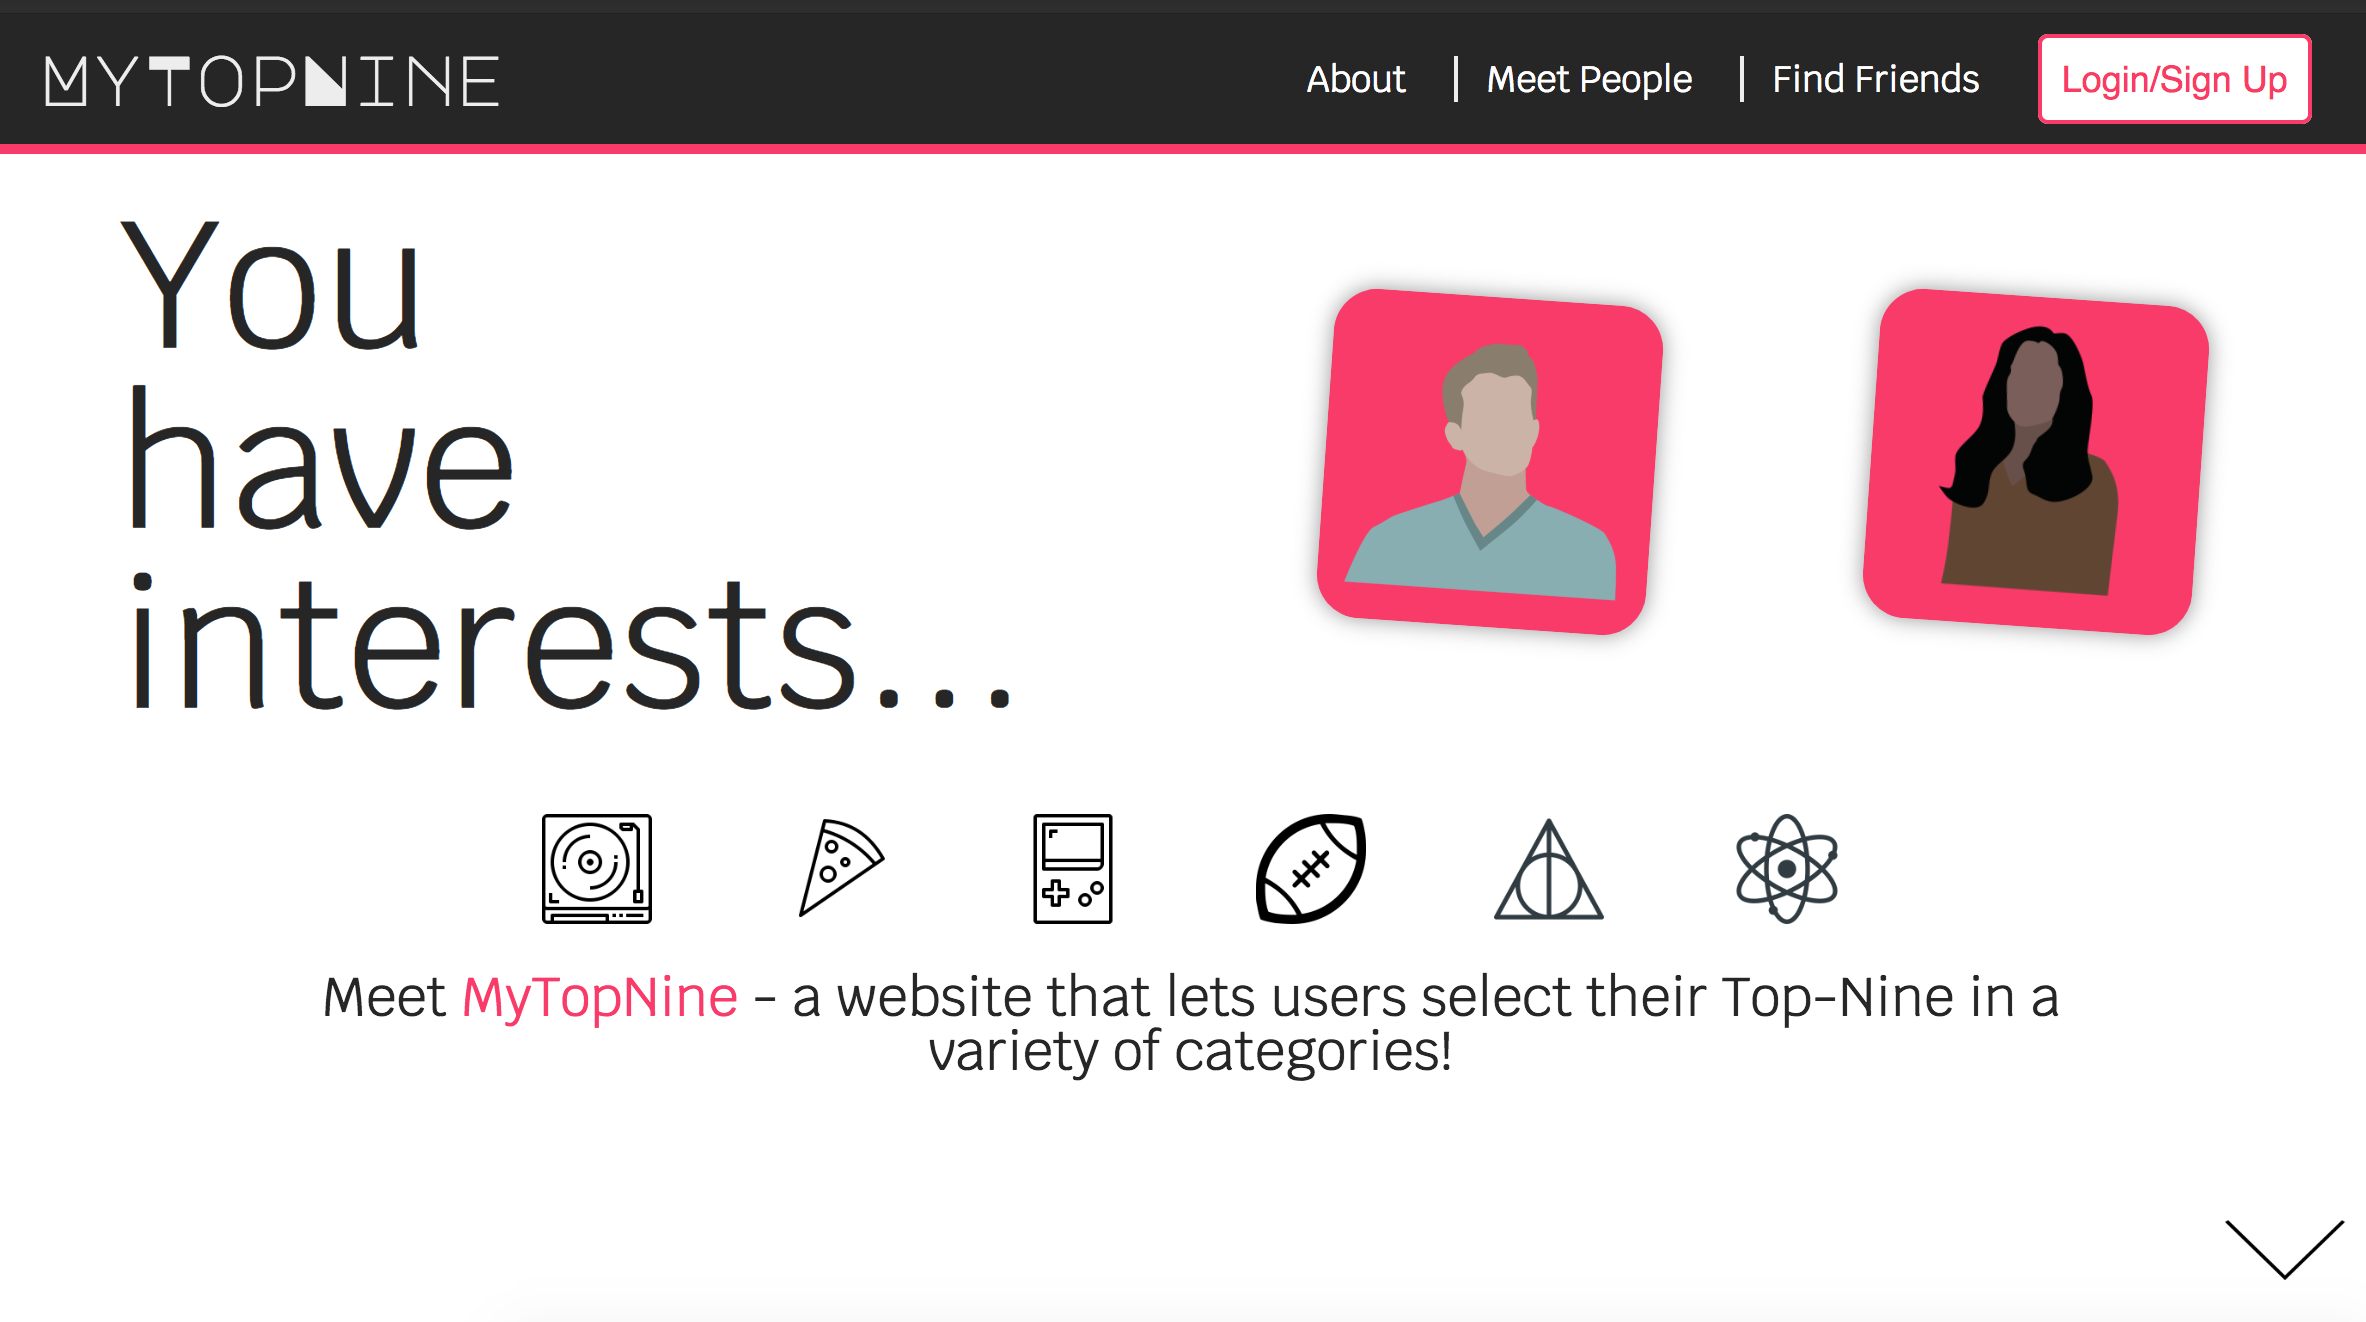 MYTOPNINE
About
Meet People
Find Friends
Login/Sign Up
You
have
interests...
Meet MyTopNine - a website that lets users select their Top-Nine in a
variety of categories!